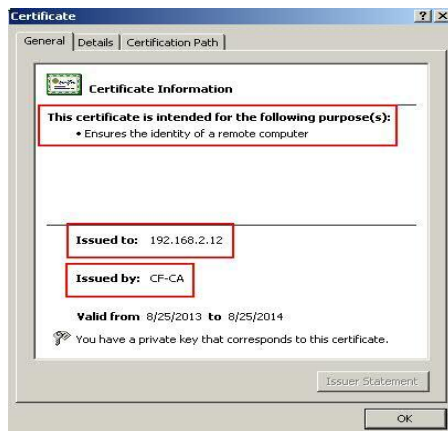 Certificate
General
Details
Certification Path
Certificate Information
This certificate is intended for the following purpose(s):
• Ensures the identity of a remote computer
Issued to: 192.168.2.12
Issued by: CF-CA
Valid from 8/25/2013 to 8/25/2014
You have a private key that corresponds to this certificate.
Issuer Statement
OK